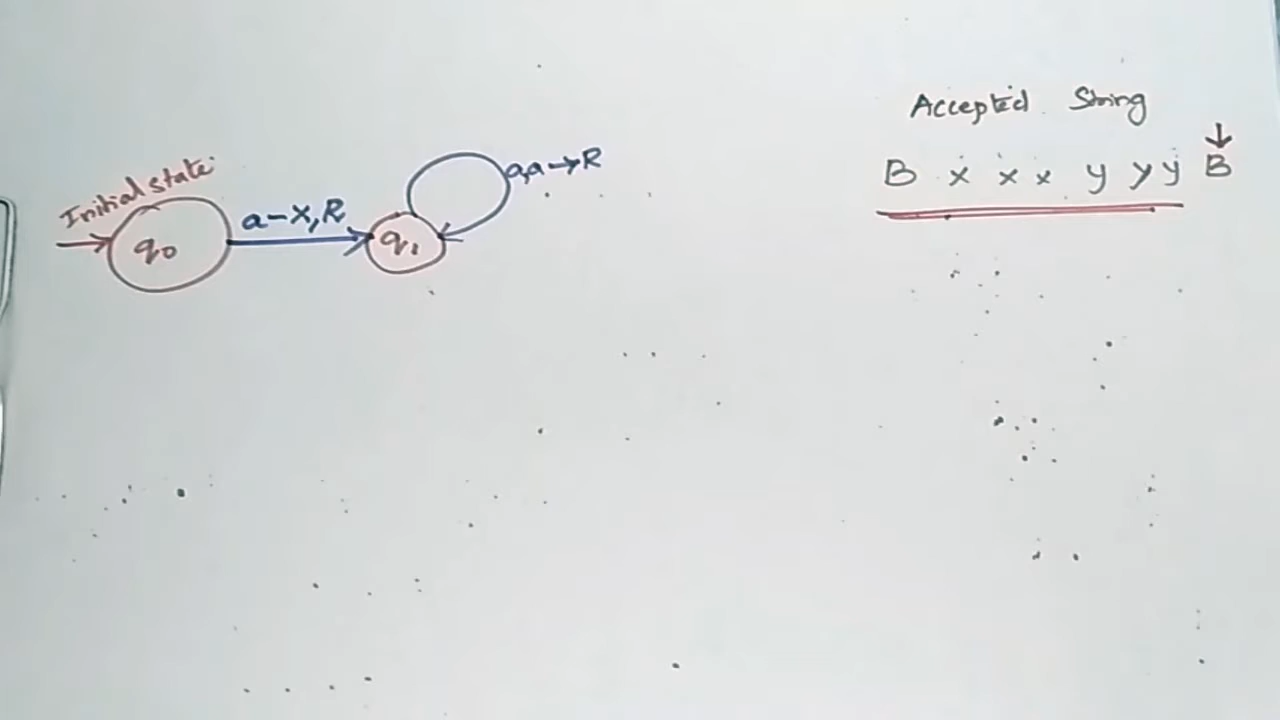 Accepted String
B x x x y y y B
Initial state
q0
a-x,R
q1
a,a→R